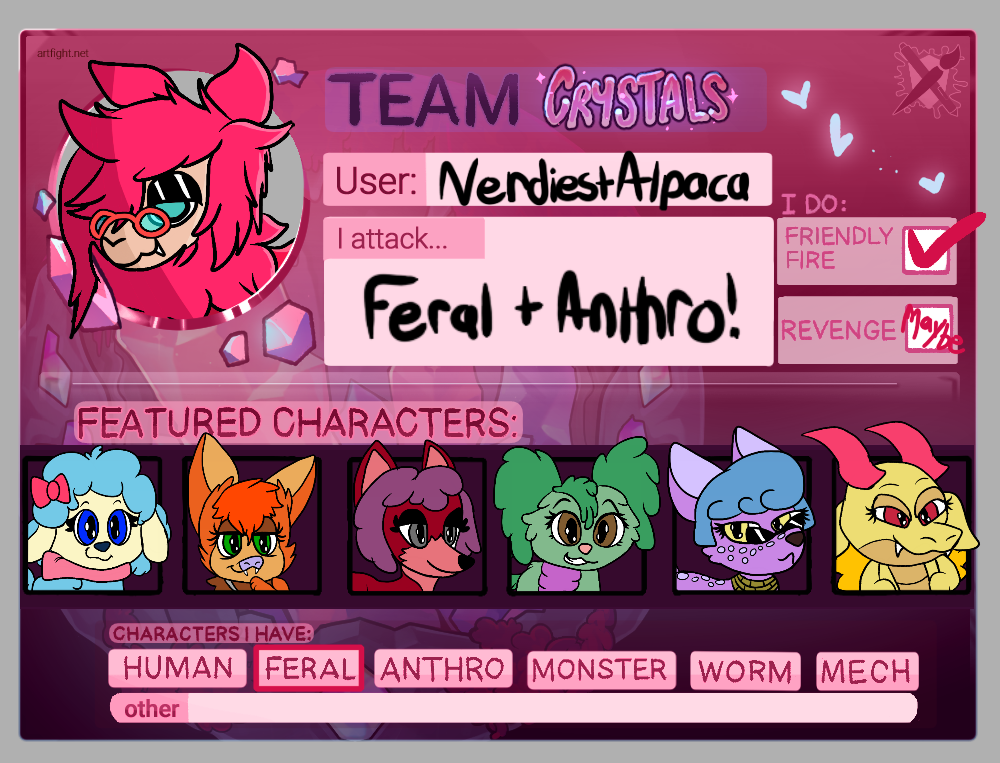 artfight.net
TEAM CRYSTALS
User: NerdiestAlpaca
I attack...
Feral + Anthro!
I DO:
FRIENDLY
FIRE
REVENGE Maybe
FEATURED CHARACTERS:
CHARACTERS I HAVE:
HUMAN FERAL ANTHRO MONSTER WORM MECH
other